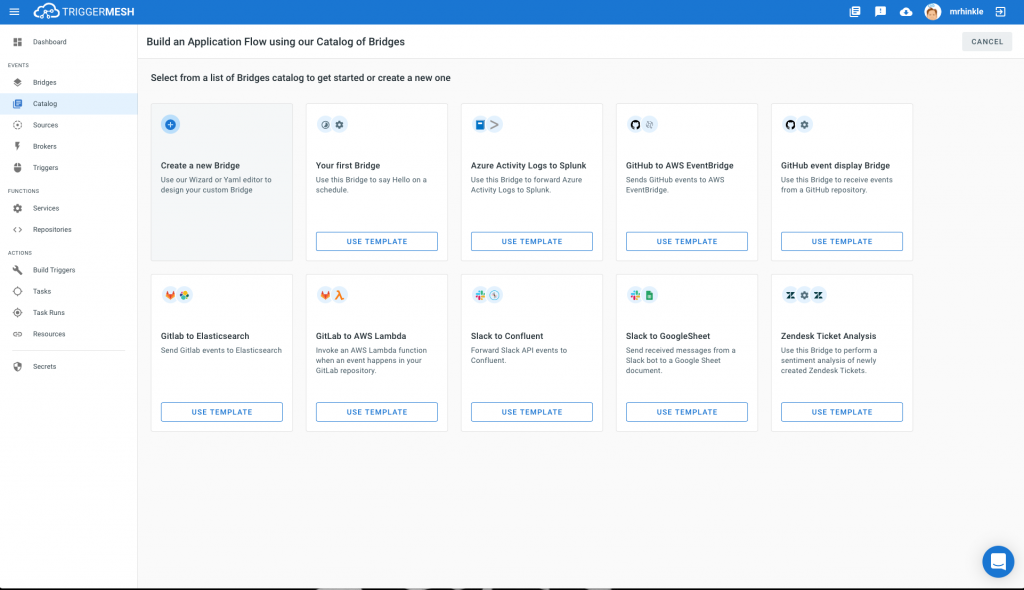 TRIGGERMESH
mrhinkle
Dashboard
EVENTS
Bridges
Catalog
Sources
Brokers
Triggers
FUNCTIONS
Services
Repositories
ACTIONS
Build Triggers
Tasks
Task Runs
Resources
Secrets
Build an Application Flow using our Catalog of Bridges
CANCEL
Select from a list of Bridges catalog to get started or create a new one
Create a new Bridge
Use our Wizard or Yaml editor to
design your custom Bridge
Your first Bridge
Use this Bridge to say Hello on a
schedule.
USE TEMPLATE
Azure Activity Logs to Splunk
Use this Bridge to forward Azure
Activity Logs to Splunk.
USE TEMPLATE
GitHub to AWS EventBridge
Sends GitHub events to AWS
EventBridge.
USE TEMPLATE
GitHub event display Bridge
Use this Bridge to receive events
from a GitHub repository.
USE TEMPLATE
Gitlab to Elasticsearch
Send Gitlab events to Elasticsearch
USE TEMPLATE
GitLab to AWS Lambda
Invoke an AWS Lambda function
when an event happens in your
GitLab repository.
USE TEMPLATE
Slack to Confluent
Forward Slack API events to
Confluent.
USE TEMPLATE
Slack to GoogleSheet
Send received messages from a
Slack bot to a Google Sheet
document.
USE TEMPLATE
Zendesk Ticket Analysis
Use this Bridge to perform a
sentiment analysis of newly
created Zendesk Tickets.
USE TEMPLATE